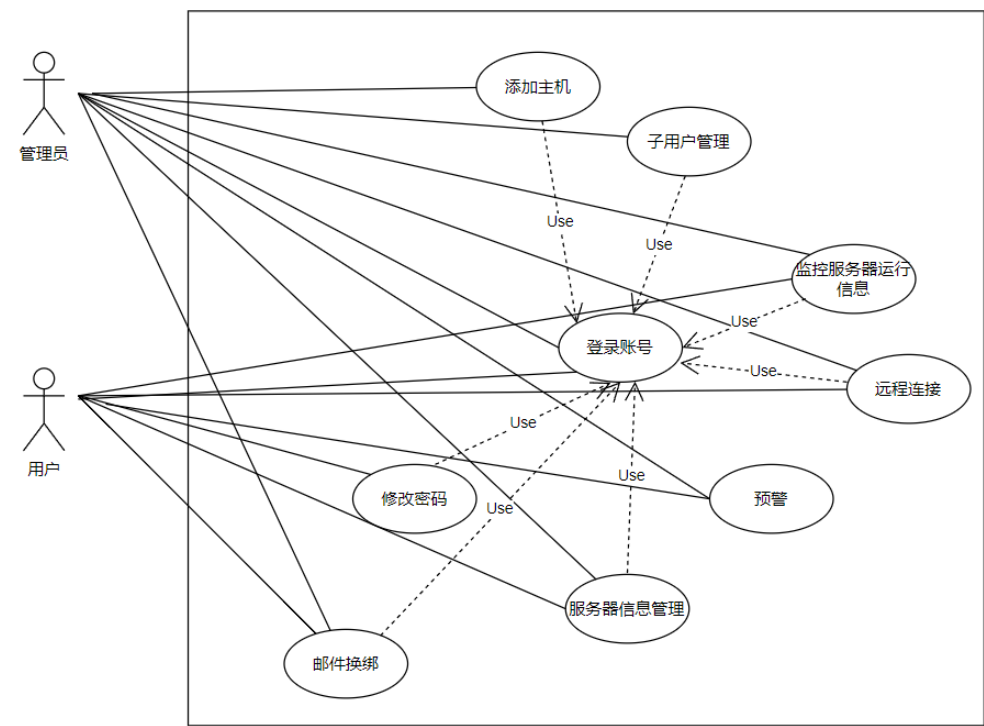 添加主机
子用户管理
管理员
Use
Use
监控服务器运行
信息
Use
登录账号
Use
远程连接
Use
用户
Use
修改密码
Use
预警
服务器信息管理
邮件换绑